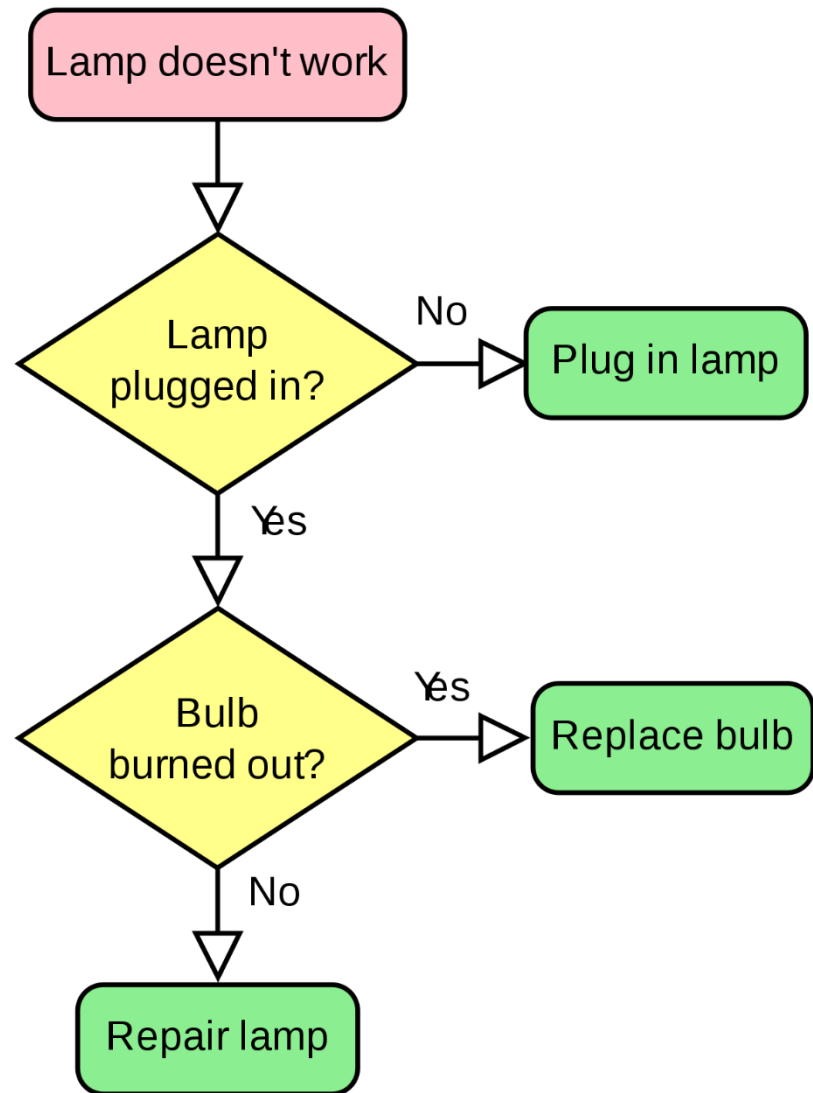 Lamp doesn't work
Lamp
plugged in?
No
Plug in lamp
Yes
Bulb
burned out?
Yes
Replace bulb
No
Repair lamp